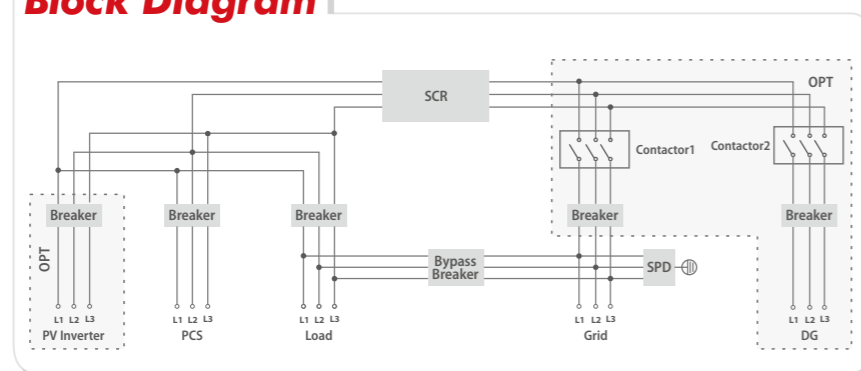 Block Diagram
SCR
OPT
Contactor1
Contactor2
Breaker
Breaker
Breaker
Breaker
Breaker
OPT
Bypass
Breaker
SPD
L1 L2 L3
L1 L2 L3
L1 L2 L3
L1 L2 L3
L1 L2 L3
PV Inverter
PCS
Load
Grid
DG